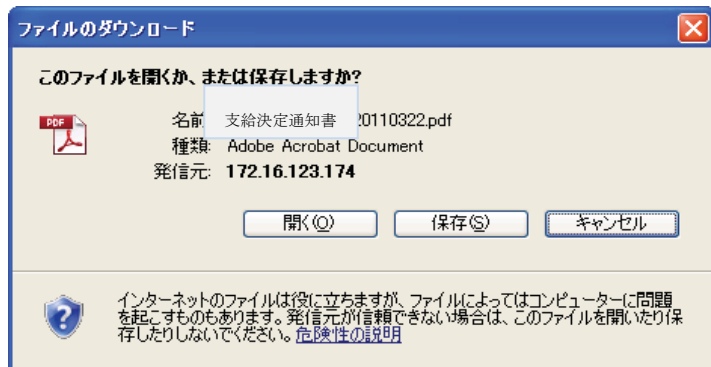 ファイルのダウンロード
このファイルを開くか、または保存しますか?
PDF
名前 支給決定通知書 20110322.pdf
種類: Adobe Acrobat Document
発信元: 172.16.123.174
開く(O) 保存(S) キャンセル
インターネットのファイルは役に立ちますが、ファイルによってはコンピューターに問題
を起こすものもあります。発信元が信頼できない場合は、このファイルを開いたり保
存したりしないでください。危険性の説明